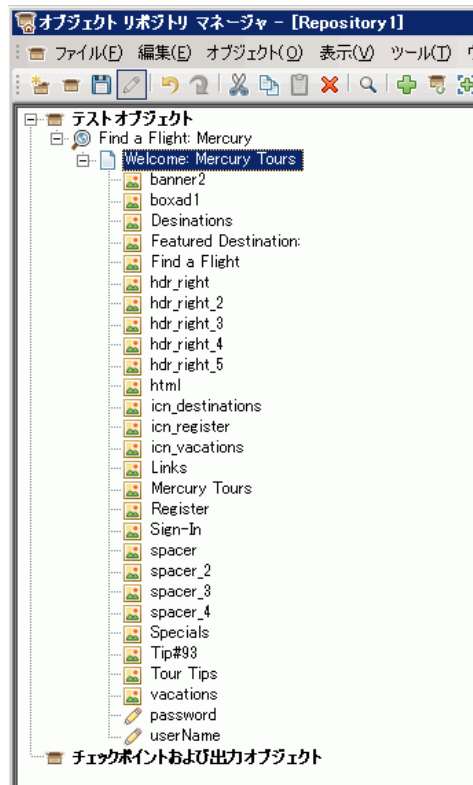 オブジェクト リポジトリ マネージャ - [Repository1]
ファイル(F) 編集(E) オブジェクト(O) 表示(V) ツール(T)
テストオブジェクト
Find a Flight: Mercury
Welcome: Mercury Tours
banner2
boxad1
Desinations
Featured Destination:
Find a Flight
hdr_right
hdr_right_2
hdr_right_3
hdr_right_4
hdr_right_5
html
icn_destinations
icn_register
icn_vacations
Links
Mercury Tours
Register
Sign-In
spacer
spacer_2
spacer_3
spacer_4
Specials
Tip#93
Tour Tips
vacations
password
userName
チェックポイントおよび出力オブジェクト